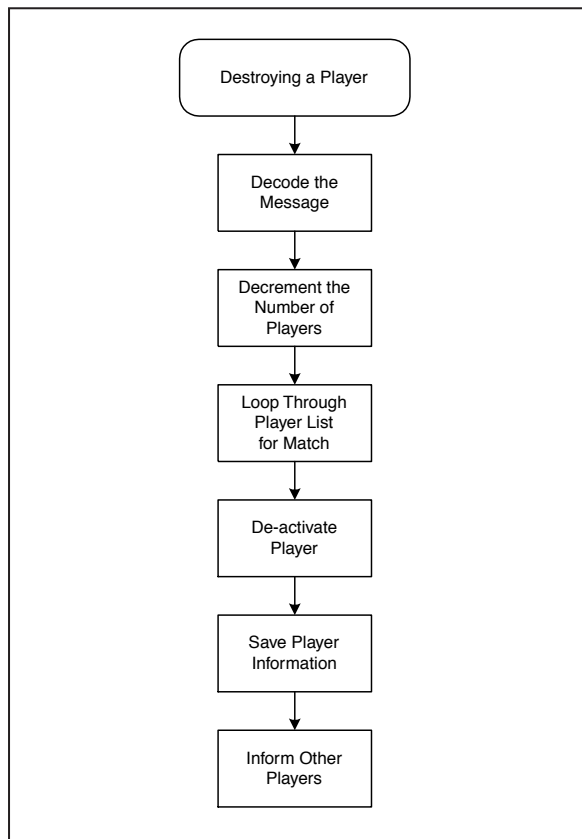 Destroying a Player
Decode the
Message
Decrement the
Number of
Players
Loop Through
Player List
for Match
De-activate
Player
Save Player
Information
Inform Other
Players